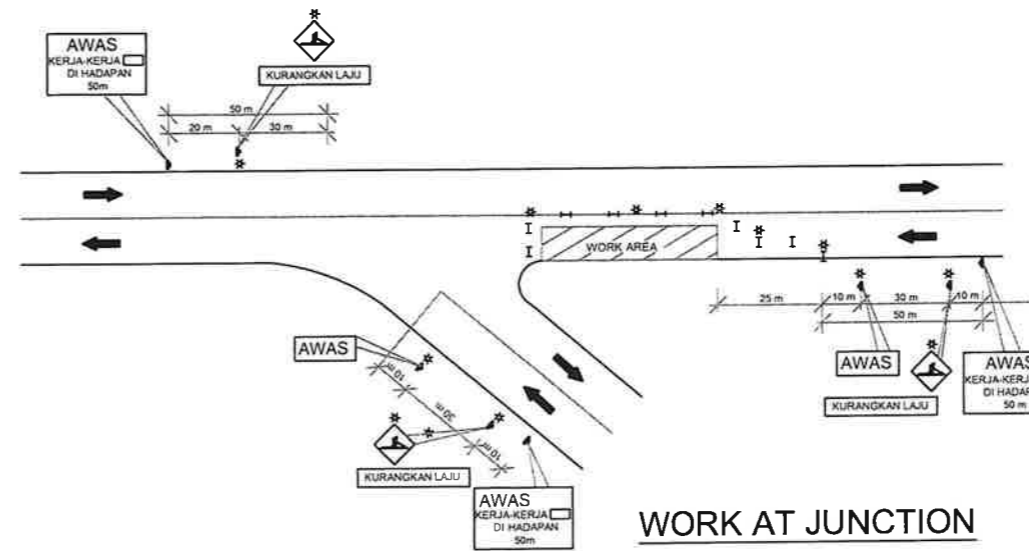 AWAS
KERJA-KERJA
DI HADAPAN
50m
KURANGKAN LAJU
50 m
20 m
30 m
WORK AREA
25 m
10 m
30 m
10 m
50 m
AWAS
KURANGKAN LAJU
AWAS
KERJA-KERJA
DI HADAPAN
50 m
AWAS
10 m
30 m
10 m
KURANGKAN LAJU
AWAS
KERJA-KERJA
DI HADAPAN
50m
WORK AT JUNCTION